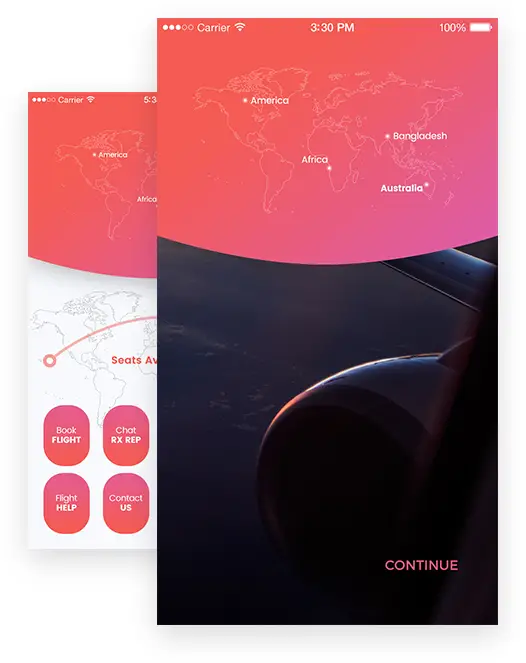 Carrier
3:30 PM
100%
America
Bangladesh
Africa
Australia
CONTINUE
Carrier
5:3
America
Africa
Seats Av
Book
FLIGHT
Chat
RX REP
Flight
HELP
Contact
US